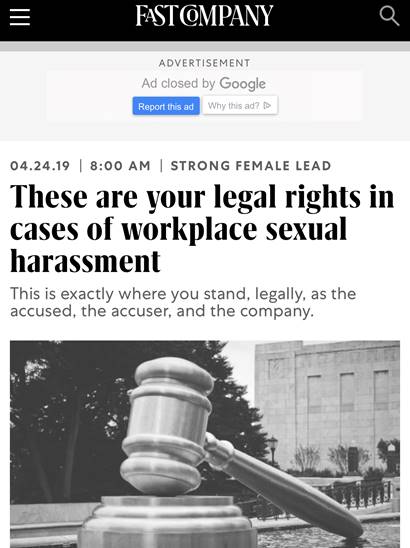 FAST COMPANY
ADVERTISEMENT
Ad closed by Google
Report this ad Why this ad?
04.24.19 | 8:00 AM | STRONG FEMALE LEAD
These are your legal rights in
cases of workplace sexual
harassment
This is exactly where you stand, legally, as the
accused, the accuser, and the company.